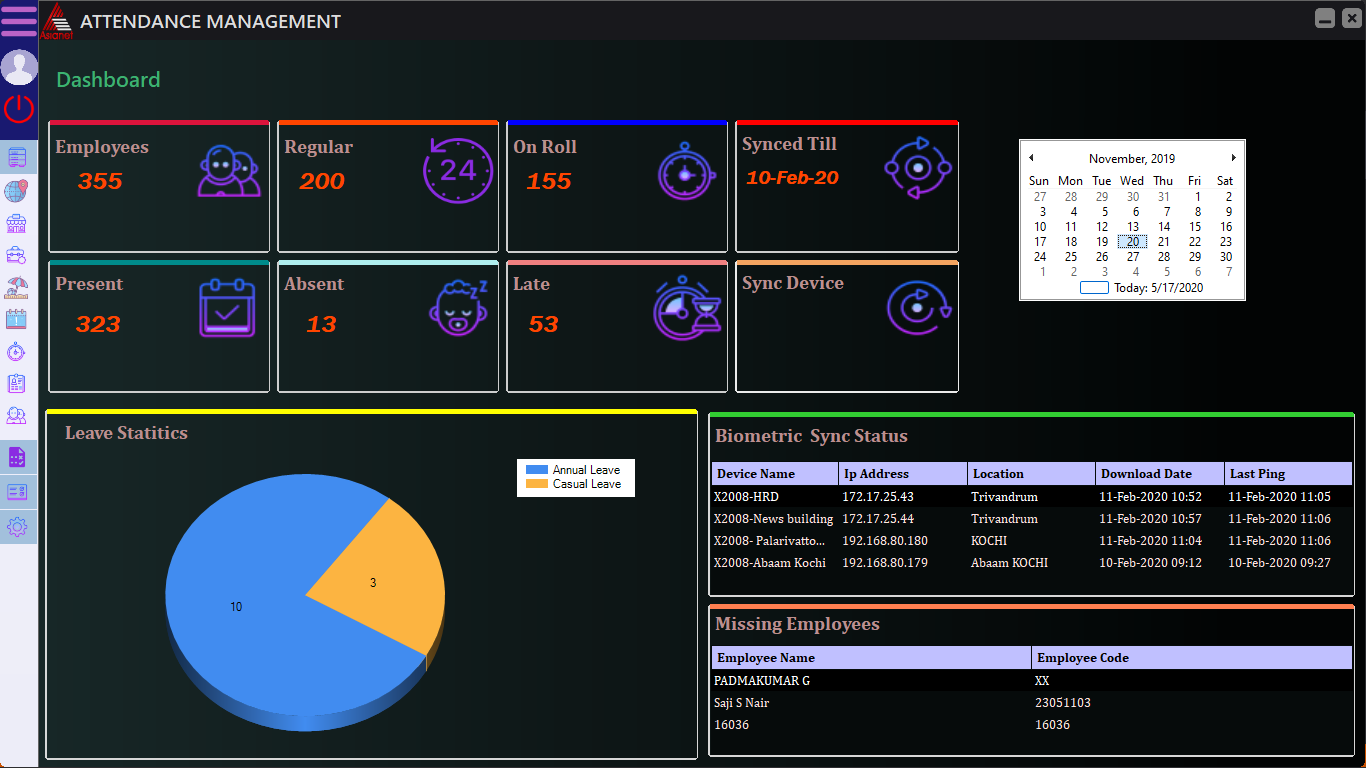 Asianet
ATTENDANCE MANAGEMENT
Dashboard
Employees
355
Regular
200
24
On Roll
155
Synced Till
10-Feb-20
Present
323
Absent
13
Late
53
Sync Device
November, 2019
Sun Mon Tue Wed Thu Fri Sat
27 28 29 30 31 1 2
3 4 5 6 7 8 9
10 11 12 13 14 15 16
17 18 19 20 21 22 23
24 25 26 27 28 29 30
1 2 3 4 5 6 7
Today: 5/17/2020
Leave Statitics
Annual Leave
Casual Leave
10
3
Biometric Sync Status
Device Name Ip Address Location Download Date Last Ping
X2008-HRD 172.17.25.43 Trivandrum 11-Feb-2020 10:52 11-Feb-2020 11:05
X2008-News building 172.17.25.44 Trivandrum 11-Feb-2020 10:57 11-Feb-2020 11:06
X2008- Palarivatto... 192.168.80.180 KOCHI 11-Feb-2020 11:04 11-Feb-2020 11:06
X2008-Abaam Kochi 192.168.80.179 Abaam KOCHI 10-Feb-2020 09:12 10-Feb-2020 09:27
Missing Employees
Employee Name Employee Code
PADMAKUMAR G XX
Saji S Nair 23051103
16036 16036